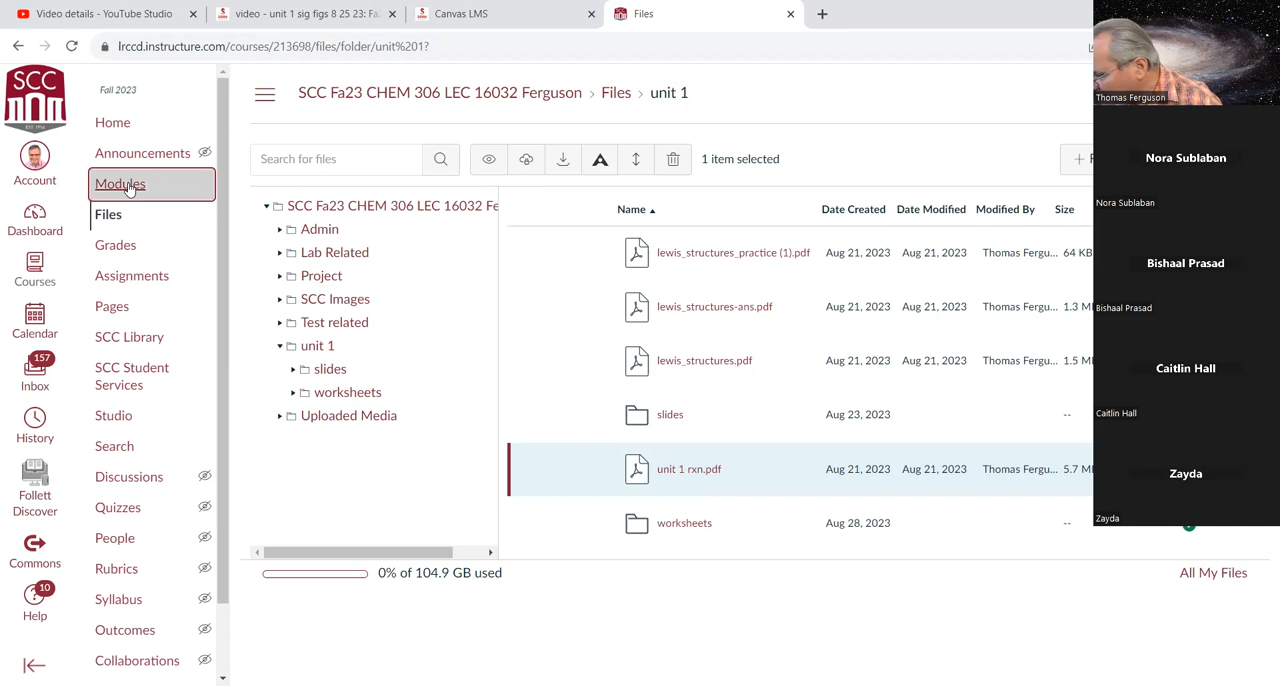 Video details - YouTube Studio
video - unit 1 sig figs 8 25 23: Fa2
Canvas LMS
Files
lrccd.instructure.com/courses/213698/files/folder/unit%201?
SCC
EST. 1916
Account
Dashboard
Courses
Calendar
157
Inbox
History
Follett
Discover
Commons
10
Help
Fall 2023
Home
Announcements
Modules
Files
Grades
Assignments
Pages
SCC Library
SCC Student
Services
Studio
Search
Discussions
Quizzes
People
Rubrics
Syllabus
Outcomes
Collaborations
SCC Fa23 CHEM 306 LEC 16032 Ferguson > Files > unit 1
Search for files
1 item selected
SCC Fa23 CHEM 306 LEC 16032 Fe
Admin
Lab Related
Project
SCC Images
Test related
unit 1
slides
worksheets
Uploaded Media
Name Date Created Date Modified Modified By Size
lewis_structures_practice (1).pdf Aug 21, 2023 Aug 21, 2023 Thomas Fergu... 64 KB
lewis_structures-ans.pdf Aug 21, 2023 Aug 21, 2023 Thomas Fergu... 1.3 M
lewis_structures.pdf Aug 21, 2023 Aug 21, 2023 Thomas Fergu... 1.5 M
slides Aug 23, 2023 --
unit 1 rxn.pdf Aug 21, 2023 Aug 21, 2023 Thomas Fergu... 5.7 M
worksheets Aug 28, 2023 --
0% of 104.9 GB used
All My Files
Thomas Ferguson
Nora Sublaban
Nora Sublaban
Bishaal Prasad
Bishaal Prasad
Caitlin Hall
Caitlin Hall
Zayda
Zayda